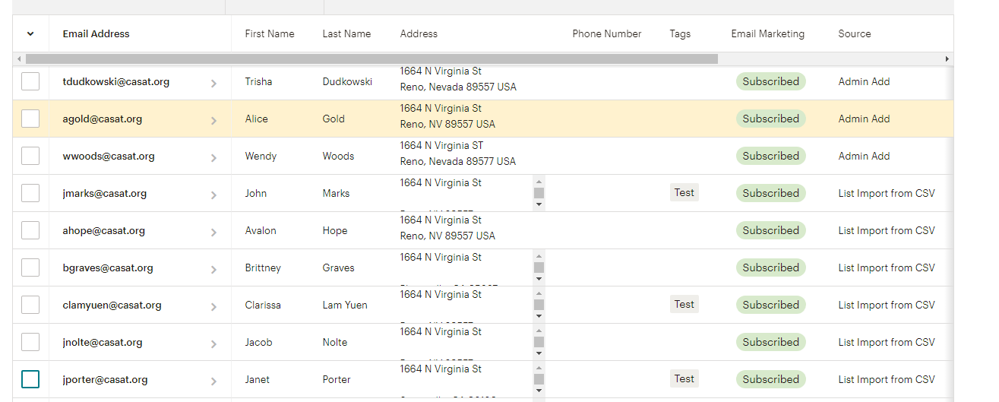 Email Address First Name Last Name Address Phone Number Tags Email Marketing Source
tdudkowski@casat.org Trisha Dudkowski 1664 N Virginia St Subscribed Admin Add
Reno, Nevada 89557 USA
agold@casat.org Alice Gold 1664 N Virginia St Subscribed Admin Add
Reno, NV 89557 USA
wwoods@casat.org Wendy Woods 1664 N Virginia ST Subscribed Admin Add
Reno, Nevada 89577 USA
jmarks@casat.org John Marks 1664 N Virginia St Test Subscribed List Import from CSV
ahope@casat.org Avalon Hope 1664 N Virginia St Subscribed List Import from CSV
Reno, NV 89557 USA
bgraves@casat.org Brittney Graves 1664 N Virginia St Subscribed List Import from CSV
clamyuen@casat.org Clarissa Lam Yuen 1664 N Virginia St Test Subscribed List Import from CSV
jnolte@casat.org Jacob Nolte 1664 N Virginia St Subscribed List Import from CSV
jporter@casat.org Janet Porter 1664 N Virginia St Test Subscribed List Import from CSV